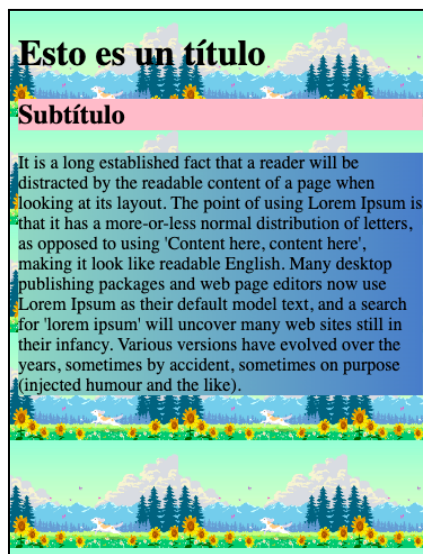 Esto es un título
Subtítulo
It is a long established fact that a reader will be
distracted by the readable content of a page when
looking at its layout. The point of using Lorem Ipsum is
that it has a more-or-less normal distribution of letters,
as opposed to using 'Content here, content here',
making it look like readable English. Many desktop
publishing packages and web page editors now use
Lorem Ipsum as their default model text, and a search
for 'lorem ipsum' will uncover many web sites still in
their infancy. Various versions have evolved over the
years, sometimes by accident, sometimes on purpose
(injected humour and the like).